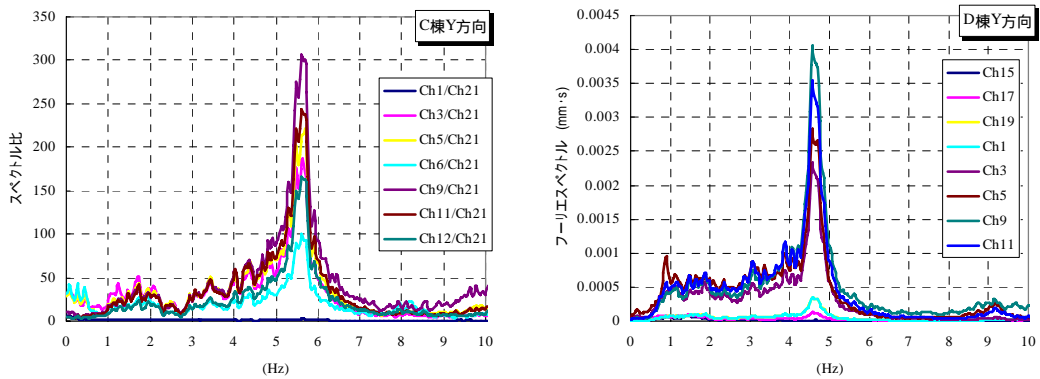 C棟Y方向
スペクトル比
350
300
250
200
150
100
50
0
0 1 2 3 4 5 6 7 8 9 10
(Hz)
Ch1/Ch21
Ch3/Ch21
Ch5/Ch21
Ch6/Ch21
Ch9/Ch21
Ch11/Ch21
Ch12/Ch21
D棟Y方向
フーリエスペクトル (mm·s)
0.0045
0.004
0.0035
0.003
0.0025
0.002
0.0015
0.001
0.0005
0
0 1 2 3 4 5 6 7 8 9 10
(Hz)
Ch15
Ch17
Ch19
Ch1
Ch3
Ch5
Ch9
Ch11